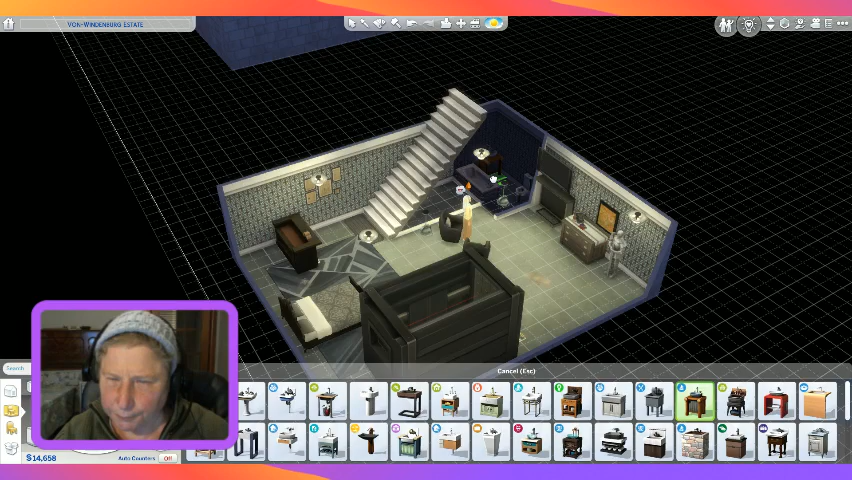 VON-WINDENBURG ESTATE
Cancel (Esc)
Search
$14,658
Auto Counters
Off